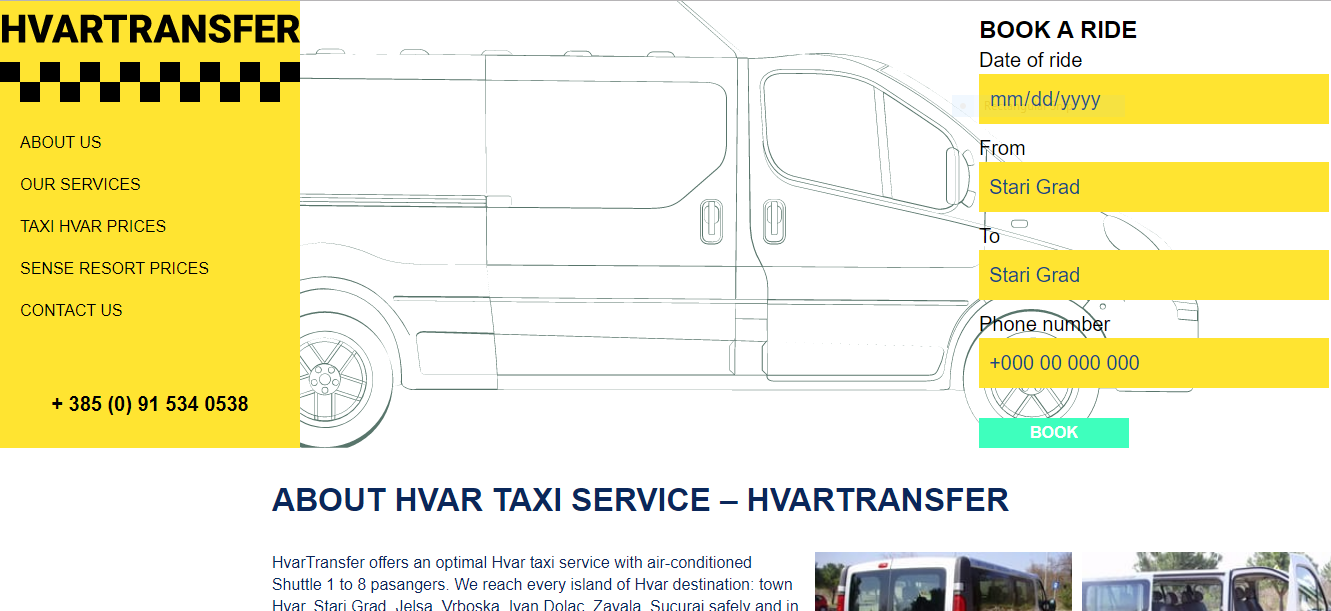 HVARTRANSFER
ABOUT US
OUR SERVICES
TAXI HVAR PRICES
SENSE RESORT PRICES
CONTACT US
+ 385 (0) 91 534 0538
BOOK A RIDE
Date of ride
mm/dd/yyyy
From
Stari Grad
To
Stari Grad
Phone number
+000 00 000 000
BOOK
ABOUT HVAR TAXI SERVICE – HVARTRANSFER
HvarTransfer offers an optimal Hvar taxi service with air-conditioned
Shuttle 1 to 8 pasangers. We reach every island of Hvar destination: town
Hvar, Stari Grad, Jelsa, Vrboska, Ivan Dolac, Zavala, Sucuraj safely and in